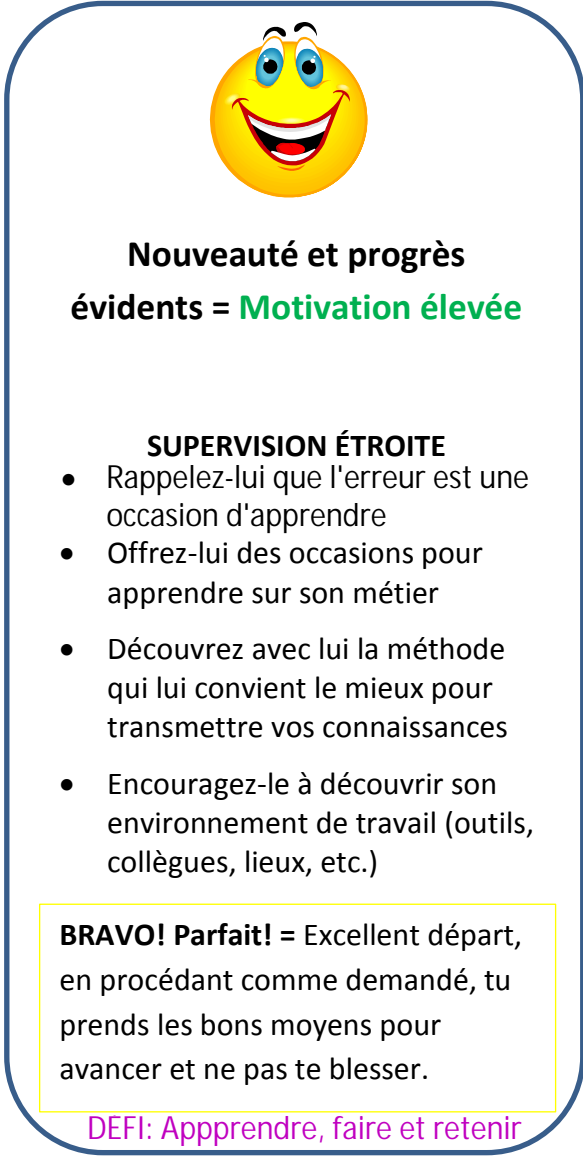 Nouveauté et progrès
évidents = Motivation élevée
SUPERVISION ÉTROITE
• Rappelez-lui que l'erreur est une
occasion d'apprendre
• Offrez-lui des occasions pour
apprendre sur son métier
• Découvrez avec lui la méthode
qui lui convient le mieux pour
transmettre vos connaissances
• Encouragez-le à découvrir son
environnement de travail (outils,
collègues, lieux, etc.)
BRAVO! Parfait! = Excellent départ,
en procédant comme demandé, tu
prends les bons moyens pour
avancer et ne pas te blesser.
DÉFI: Appprendre, faire et retenir